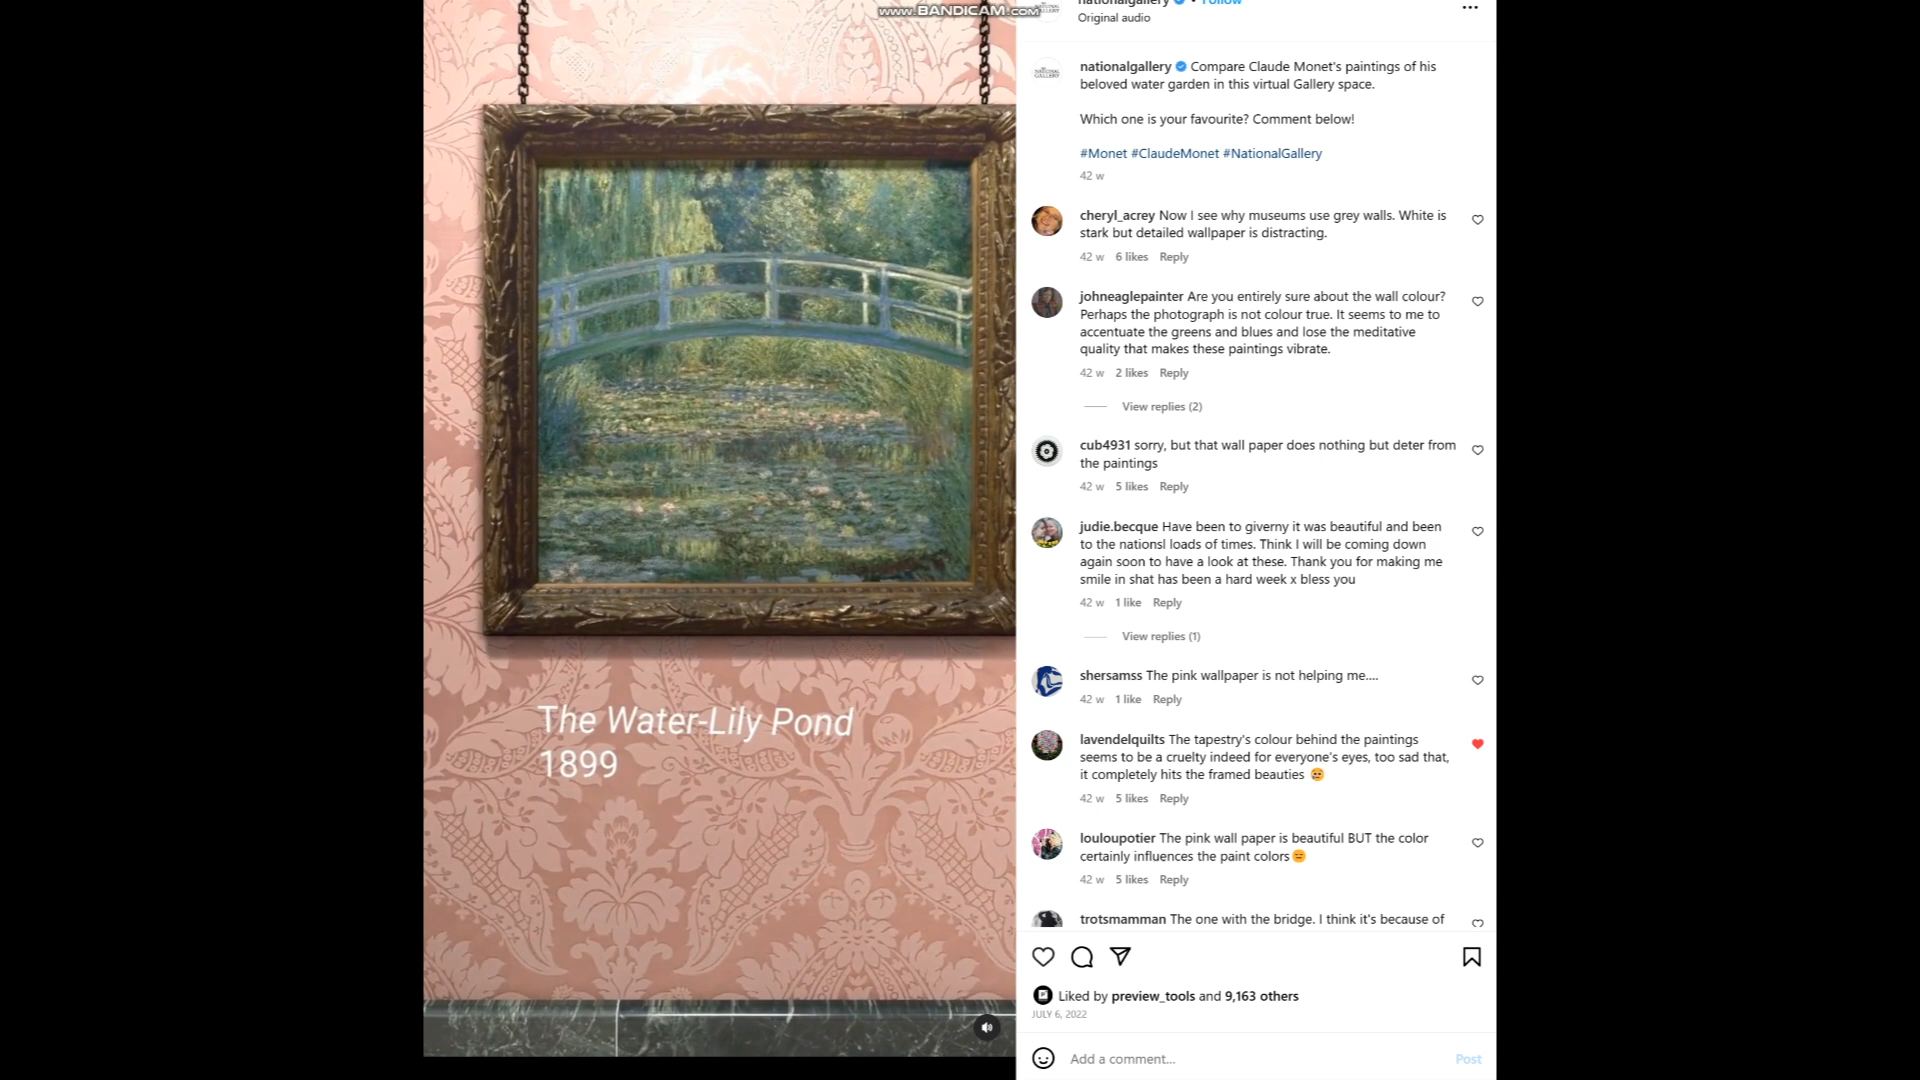 www.BANDICAM.com
nationalgallery • Follow
Original audio
The Water-Lily Pond
1899
nationalgallery Compare Claude Monet's paintings of his
beloved water garden in this virtual Gallery space.
Which one is your favourite? Comment below!
#Monet #ClaudeMonet #NationalGallery
42 w
cheryl_acrey Now I see why museums use grey walls. White is
stark but detailed wallpaper is distracting.
42 w 6 likes Reply
johneaglepainter Are you entirely sure about the wall colour?
Perhaps the photograph is not colour true. It seems to me to
accentuate the greens and blues and lose the meditative
quality that makes these paintings vibrate.
42 w 2 likes Reply
View replies (2)
cub4931 sorry, but that wall paper does nothing but deter from
the paintings
42 w 5 likes Reply
judie.becque Have been to giverny it was beautiful and been
to the nationsl loads of times. Think I will be coming down
again soon to have a look at these. Thank you for making me
smile in shat has been a hard week x bless you
42 w 1 like Reply
View replies (1)
shersamss The pink wallpaper is not helping me....
42 w 1 like Reply
lavendelquilts The tapestry's colour behind the paintings
seems to be a cruelty indeed for everyone's eyes, too sad that,
it completely hits the framed beauties 😢
42 w 5 likes Reply
louloupotier The pink wall paper is beautiful BUT the color
certainly influences the paint colors😑
42 w 5 likes Reply
trotsmamman The one with the bridge. I think it's because of
Liked by preview_tools and 9,163 others
JULY 6, 2022
Add a comment...
Post